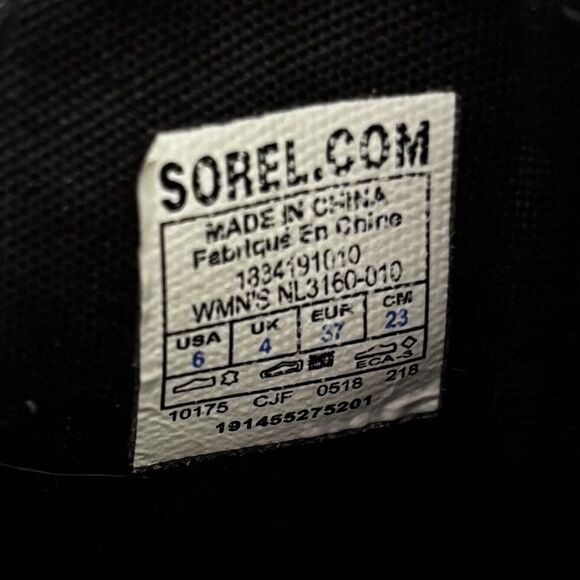 SOREL.COM
MADE IN CHINA
Fabriqué En Chine
1834191010
WMN'S NL3160-010
USA UK EUR CM
6 4 37 23
ECA-3
10175 CJF 0518 218
191455275201